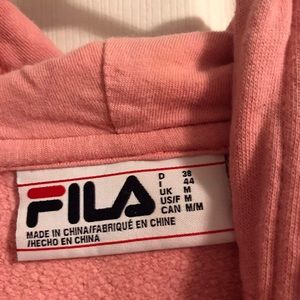 FILA
D 38
I 44
UK M
US/F M
CAN M/M
MADE IN CHINA/FABRIQUÉ EN CHINE
/HECHO EN CHINA